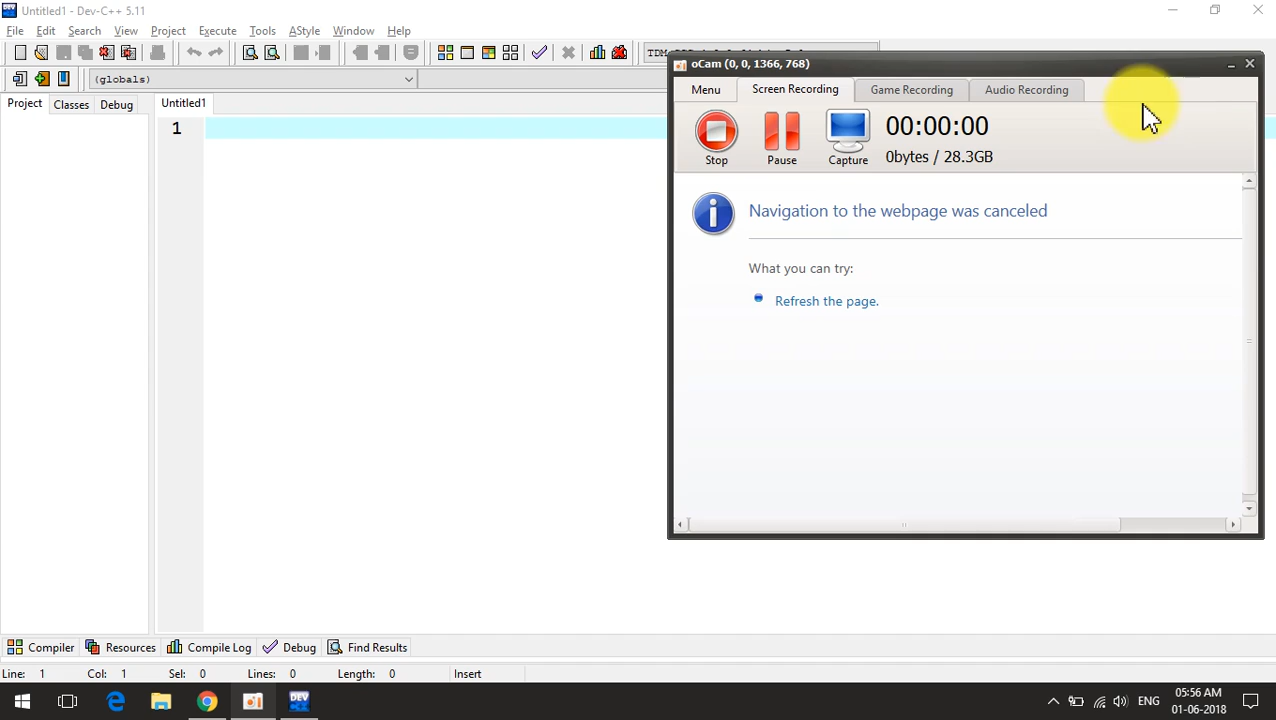 Untitled1 - Dev-C++ 5.11
File Edit Search View Project Execute Tools AStyle Window Help
(globals)
Project Classes Debug
Untitled1
1
oCam (0, 0, 1366, 768)
Menu Screen Recording Game Recording Audio Recording
00:00:00
0bytes / 28.3GB
Stop Pause Capture
Navigation to the webpage was canceled
What you can try:
Refresh the page.
Compiler Resources Compile Log Debug Find Results
Line: 1 Col: 1 Sel: 0 Lines: 0 Length: 0 Insert
DEV
ENG
05:56 AM
01-06-2018